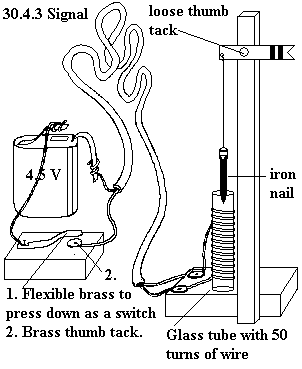 30.4.3 Signal
loose thumb
tack
4.5 V
iron
nail
2.
1. Flexible brass to
press down as a switch
2. Brass thumb tack.
Glass tube with 50
turns of wire